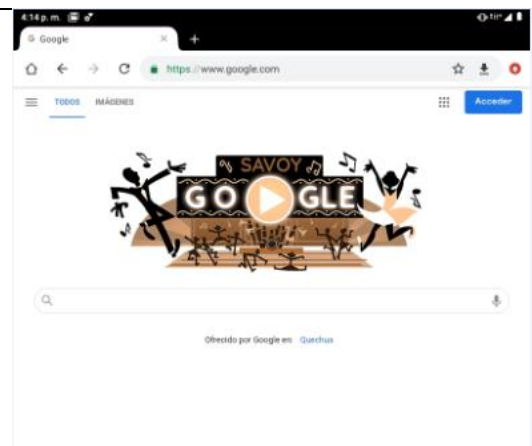 4:14 p. m.
Google
https://www.google.com
TODOS IMÁGENES
Acceder
SAVOY
GO GLE
Ofrecido por Google en: Quechua